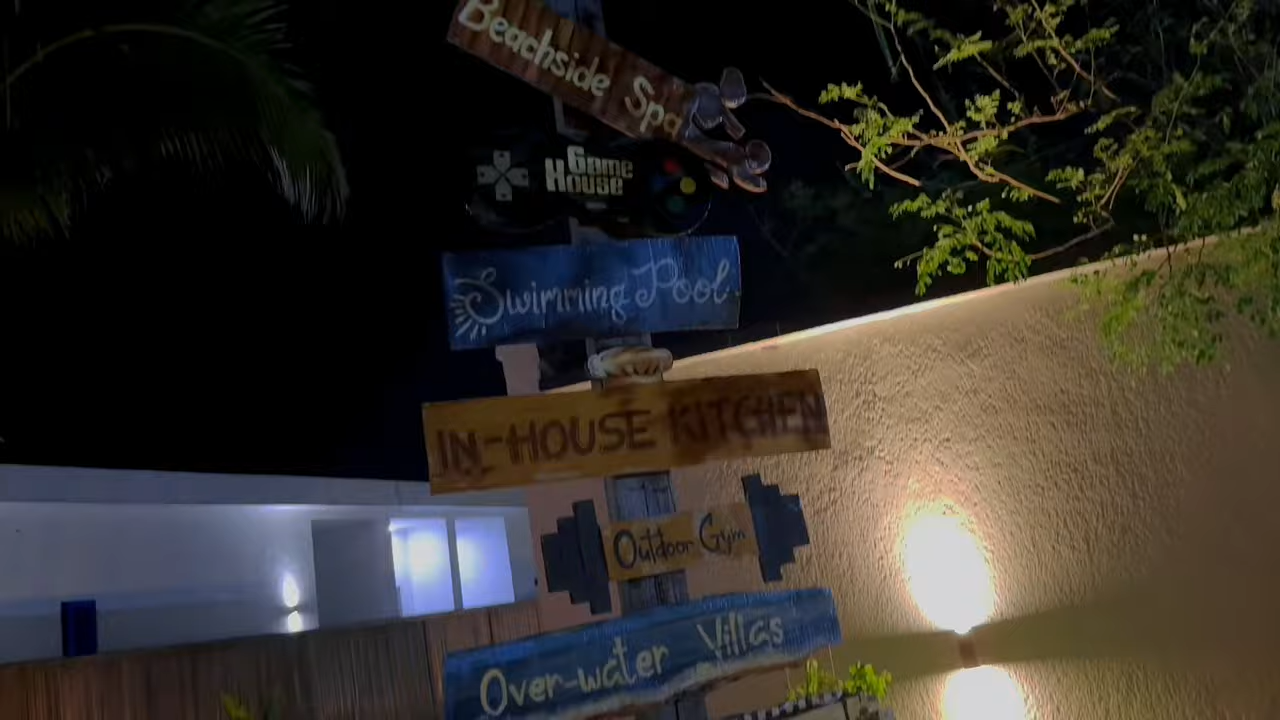 Beachside Spa
Game
House
Swimming Pool
IN-HOUSE KITCHEN
Outdoor Gym
Over-water Villas